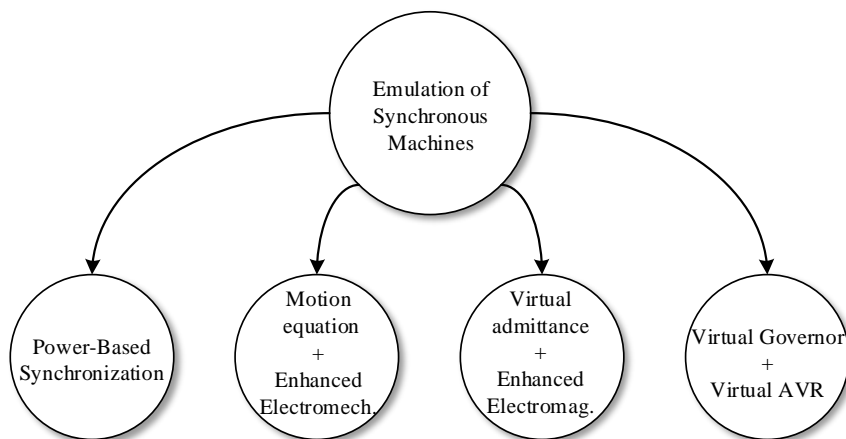 Emulation of
Synchronous
Machines
Power-Based
Synchronization
Motion
equation
+
Enhanced
Electromech.
Virtual
admittance
+
Enhanced
Electromag.
Virtual Governor
+
Virtual AVR